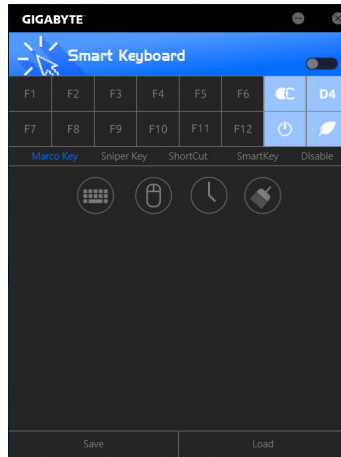 GIGABYTE
Smart Keyboard
F1 F2 F3 F4 F5 F6 D4
F7 F8 F9 F10 F11 F12
Marco Key Sniper Key ShortCut SmartKey Disable
Save Load